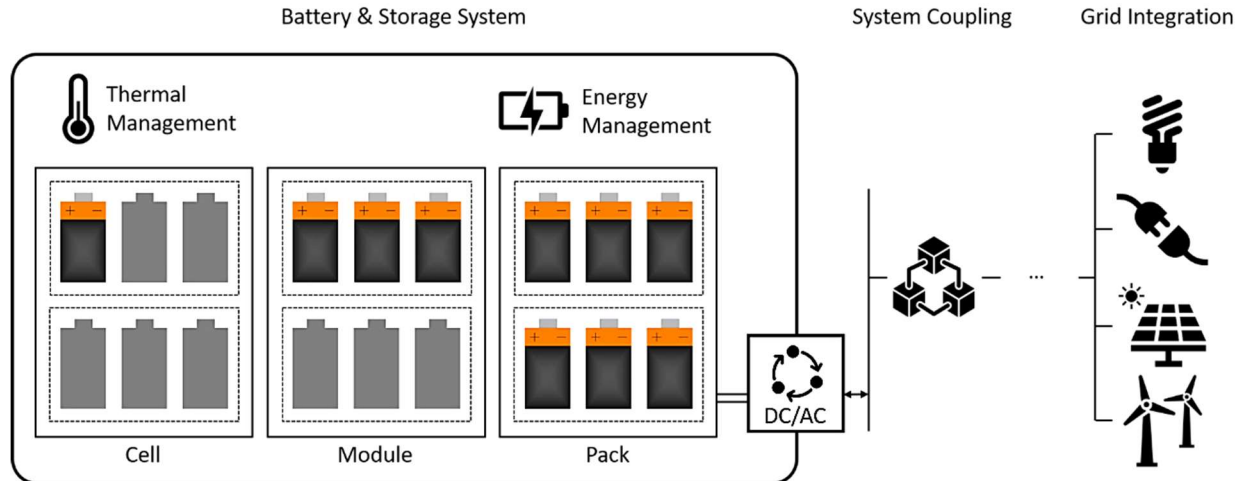 Battery & Storage System
System Coupling
Grid Integration
Thermal
Management
Energy
Management
+ −
+ − + − + −
+ − + − + −
...
+ − + − + −
DC/AC
Cell
Module
Pack